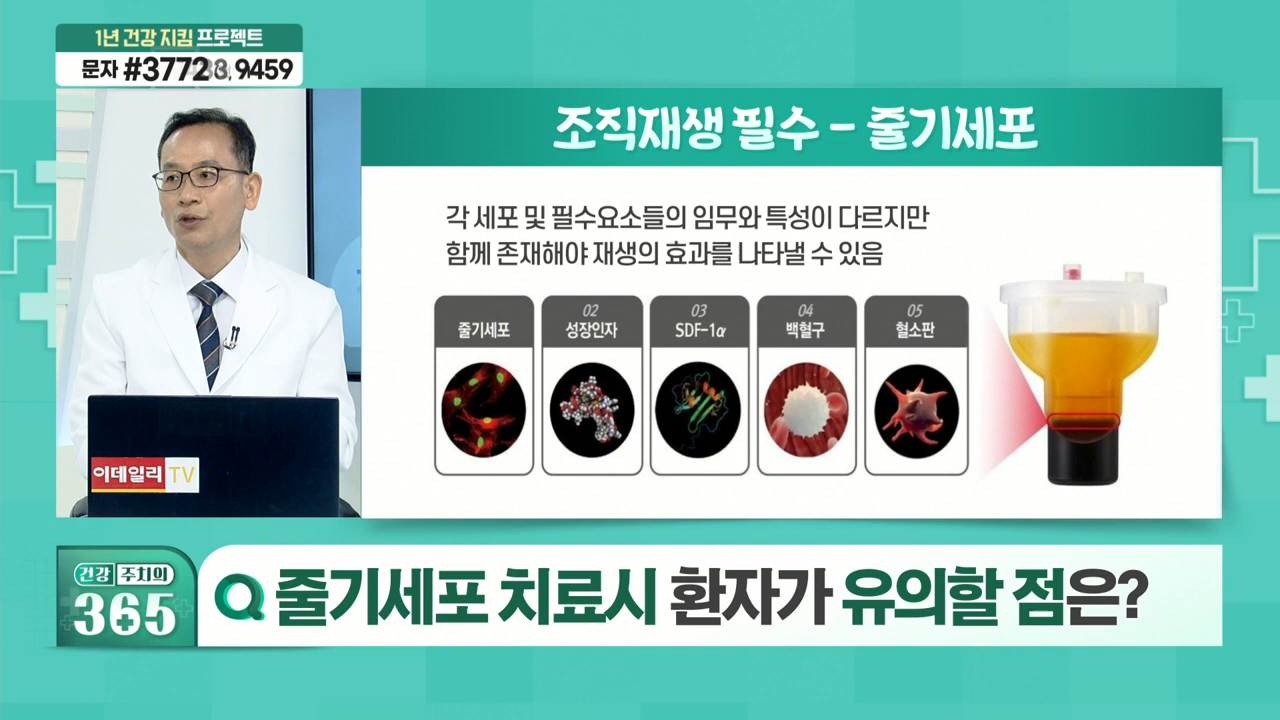 1년 건강 지킴 프로젝트
문자 #3772 9459
조직재생 필수 - 줄기세포
각 세포 및 필수요소들의 임무와 특성이 다르지만
함께 존재해야 재생의 효과를 나타낼 수 있음
02
03
04
05
줄기세포
성장인자
SDF-1α
백혈구
혈소판
이데일리 TV
건강 주치의
365
Q 줄기세포 치료시 환자가 유의할 점은?